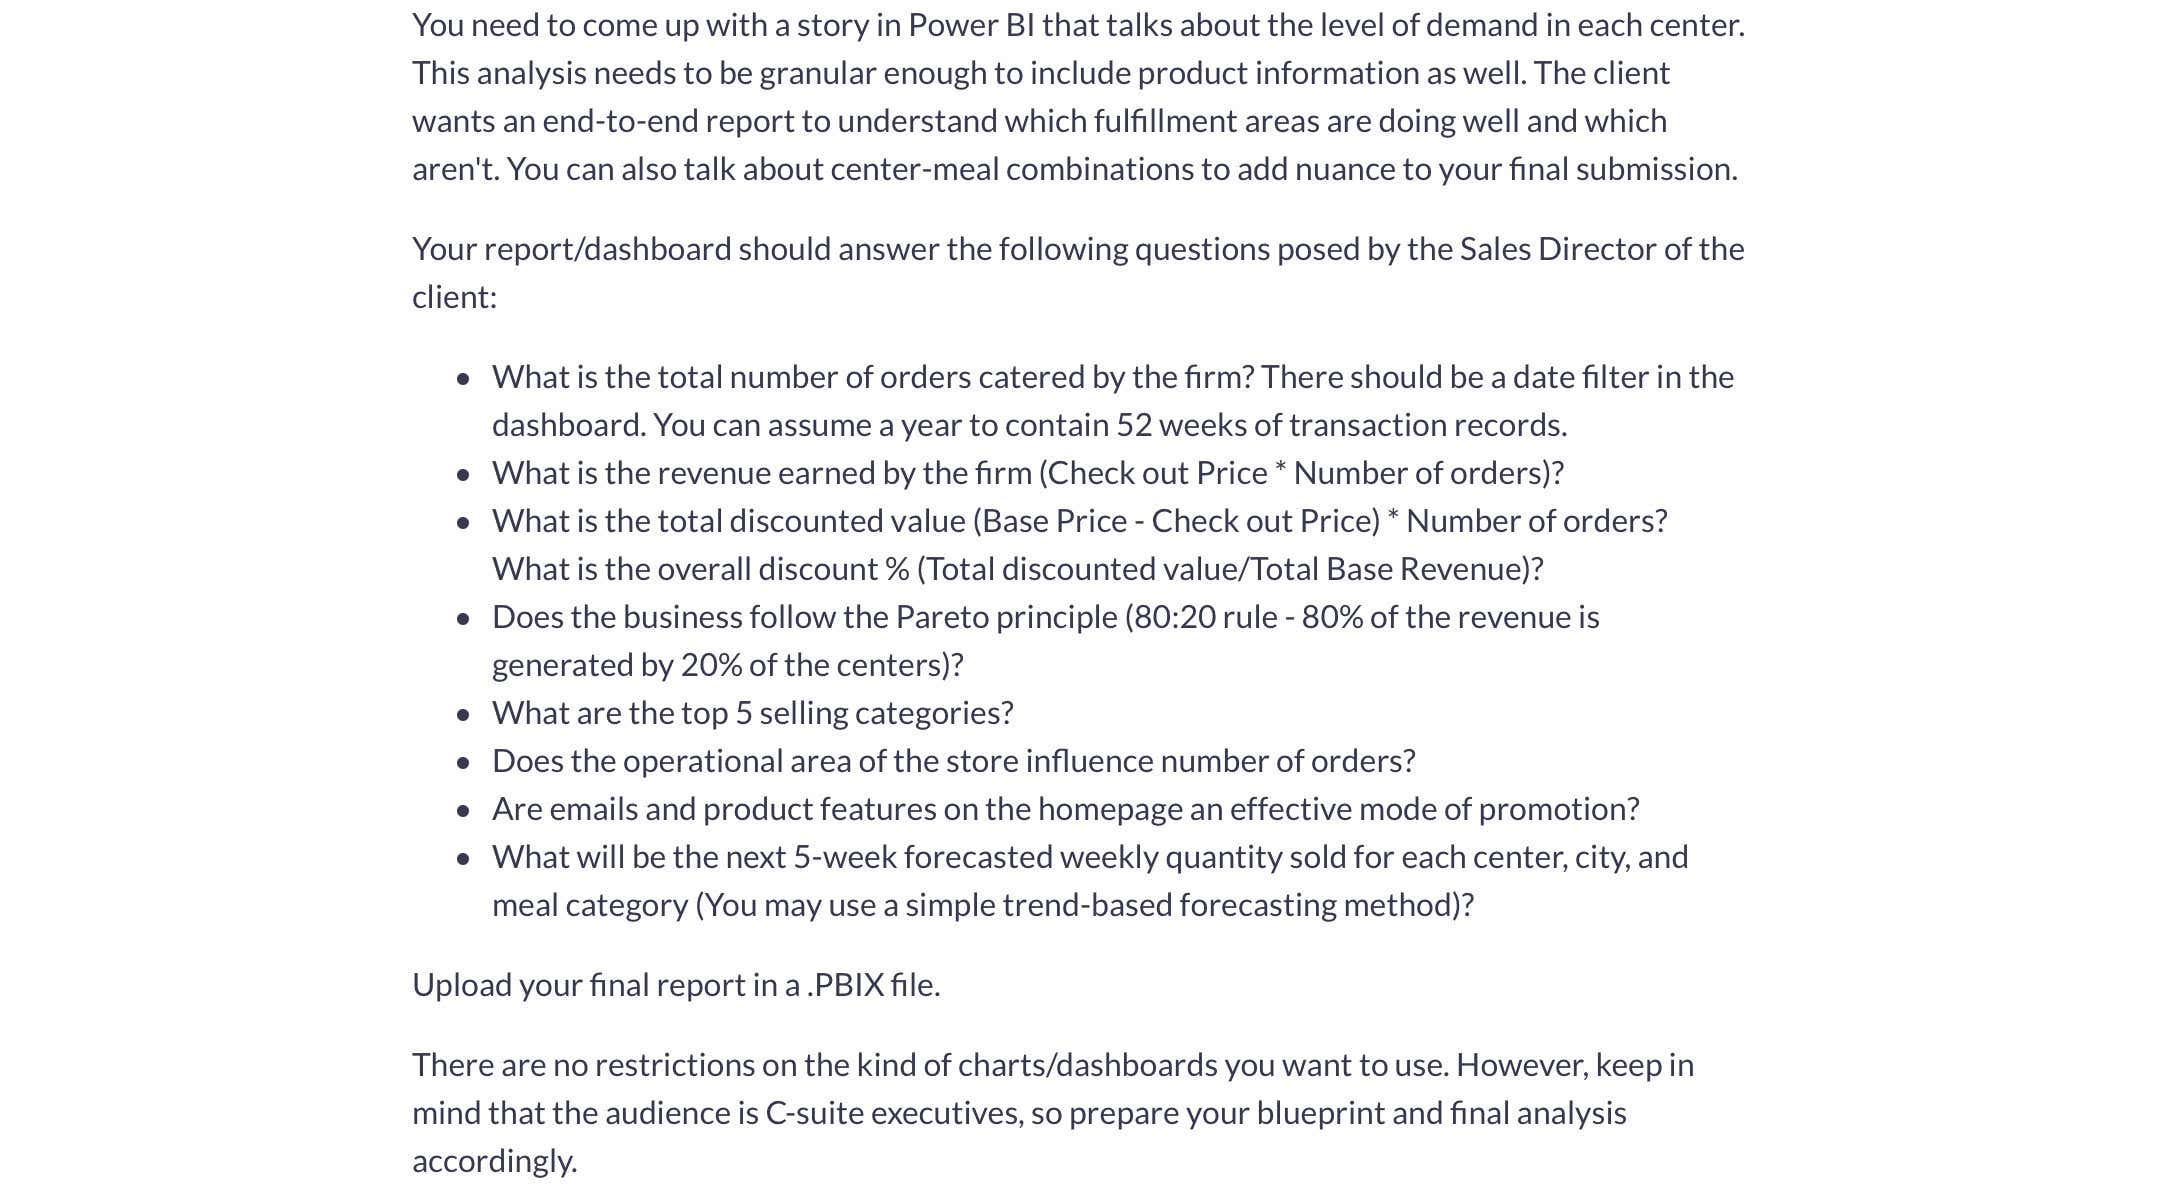 You need to come up with a story in Power BI that talks about the level of demand in each center.
This analysis needs to be granular enough to include product information as well. The client
wants an end-to-end report to understand which fulfillment areas are doing well and which
aren't. You can also talk about center-meal combinations to add nuance to your final submission.
Your report/dashboard should answer the following questions posed by the Sales Director of the
client:
• What is the total number of orders catered by the firm? There should be a date filter in the
dashboard. You can assume a year to contain 52 weeks of transaction records.
• What is the revenue earned by the firm (Check out Price * Number of orders)?
• What is the total discounted value (Base Price - Check out Price) * Number of orders?
What is the overall discount % (Total discounted value/Total Base Revenue)?
• Does the business follow the Pareto principle (80:20 rule - 80% of the revenue is
generated by 20% of the centers)?
• What are the top 5 selling categories?
• Does the operational area of the store influence number of orders?
• Are emails and product features on the homepage an effective mode of promotion?
• What will be the next 5-week forecasted weekly quantity sold for each center, city, and
meal category (You may use a simple trend-based forecasting method)?
Upload your final report in a .PBIX file.
There are no restrictions on the kind of charts/dashboards you want to use. However, keep in
mind that the audience is C-suite executives, so prepare your blueprint and final analysis
accordingly.